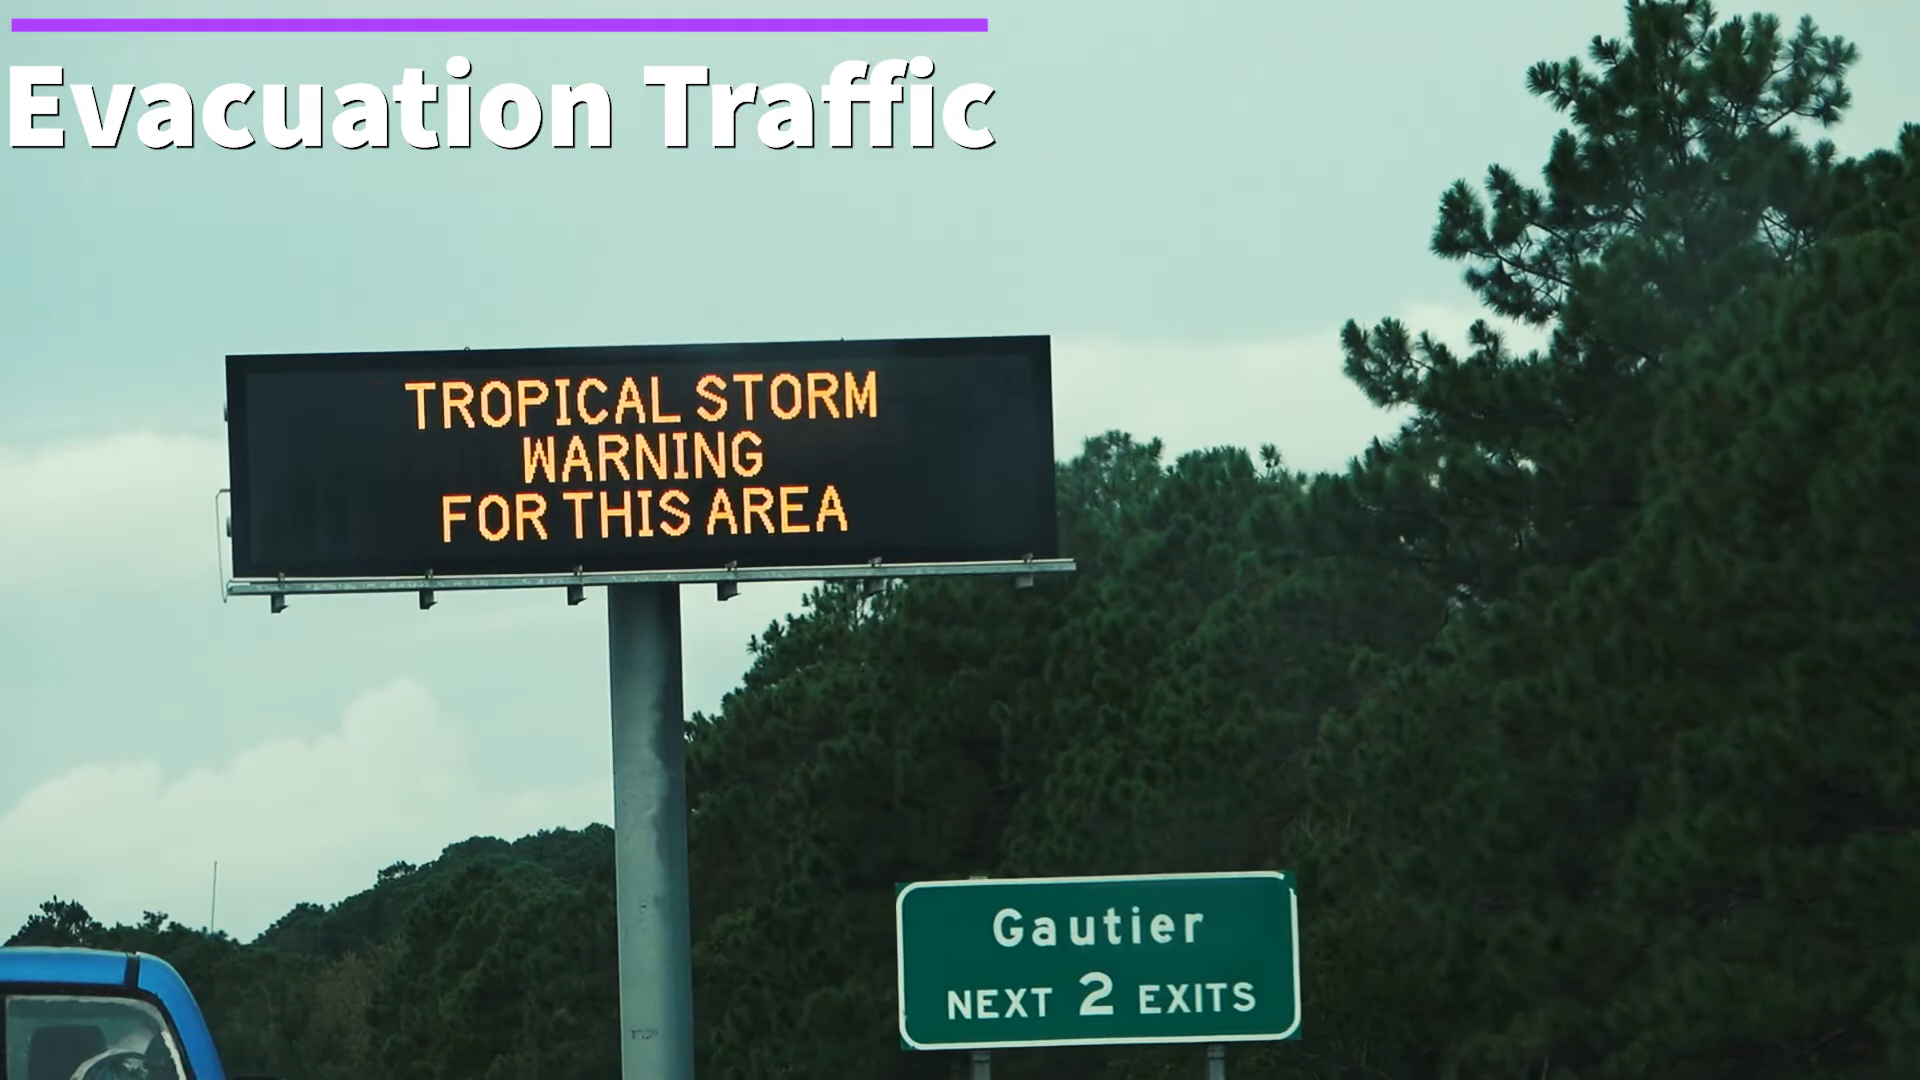 Evacuation Traffic
TROPICAL STORM
WARNING
FOR THIS AREA
Gautier
NEXT 2 EXITS